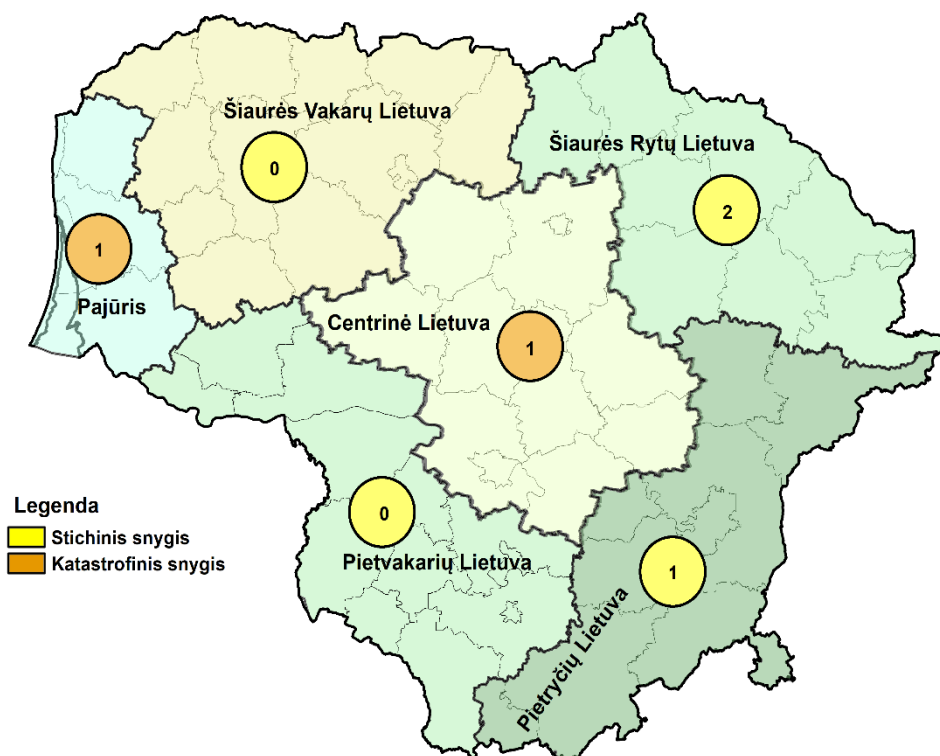 Šiaurės Vakarų Lietuva
0
Šiaurės Rytų Lietuva
2
1
Pajūris
Centrinė Lietuva
1
Legenda
Stichinis snygis
Katastrofinis snygis
0
Pietvakarių Lietuva
1
Pietryčių Lietuva